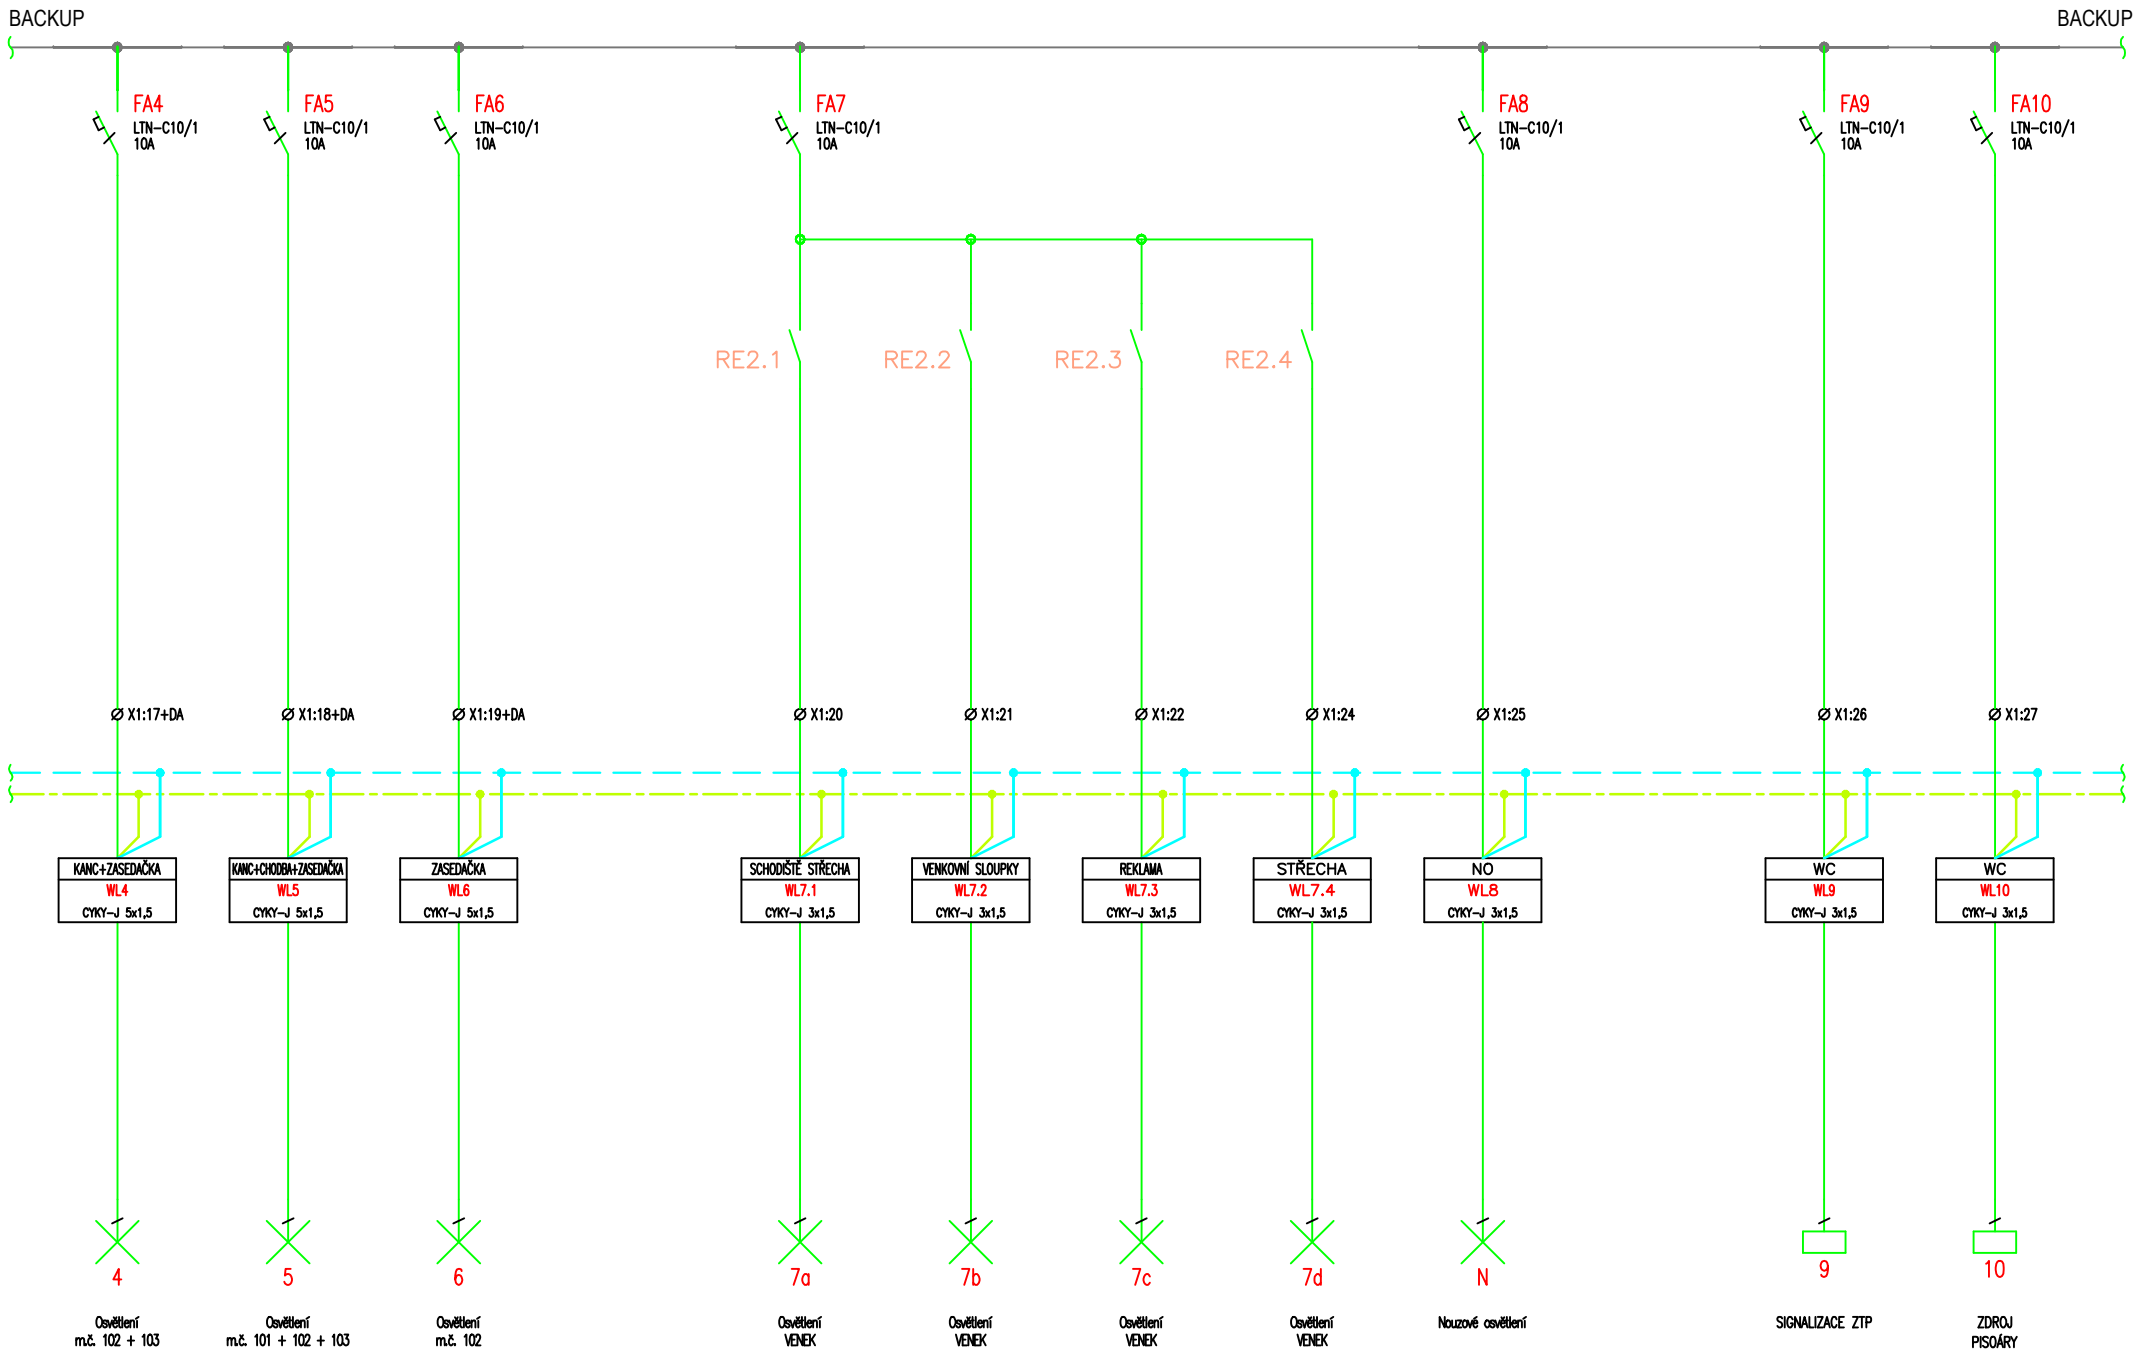 BACKUP
BACKUP
FA4
LTN-C10/1
10A
FA5
LTN-C10/1
10A
FA6
LTN-C10/1
10A
FA7
LTN-C10/1
10A
FA8
LTN-C10/1
10A
FA9
LTN-C10/1
10A
FA10
LTN-C10/1
10A
RE2.1
RE2.2
RE2.3
RE2.4
X1:17+DA
X1:18+DA
X1:19+DA
X1:20
X1:21
X1:22
X1:24
X1:25
X1:26
X1:27
KANC+ZASEDAČKA
WL4
CYKY-J 5x1,5
KANC+CHODBA+ZASEDAČKA
WL5
CYKY-J 5x1,5
ZASEDAČKA
WL6
CYKY-J 5x1,5
SCHODIŠTĚ STŘECHA
WL7.1
CYKY-J 3x1,5
VENKOVNÍ SLOUPKY
WL7.2
CYKY-J 3x1,5
REKLAMA
WL7.3
CYKY-J 3x1,5
STŘECHA
WL7.4
CYKY-J 3x1,5
NO
WL8
CYKY-J 3x1,5
WC
WL9
CYKY-J 3x1,5
WC
WL10
CYKY-J 3x1,5
4
Osvětlení
m.č. 102 + 103
5
Osvětlení
m.č. 101 + 102 + 103
6
Osvětlení
m.č. 102
7a
Osvětlení
VENEK
7b
Osvětlení
VENEK
7c
Osvětlení
VENEK
7d
Osvětlení
VENEK
N
Nouzové osvětlení
9
SIGNALIZACE ZTP
10
ZDROJ
PISOÁRY